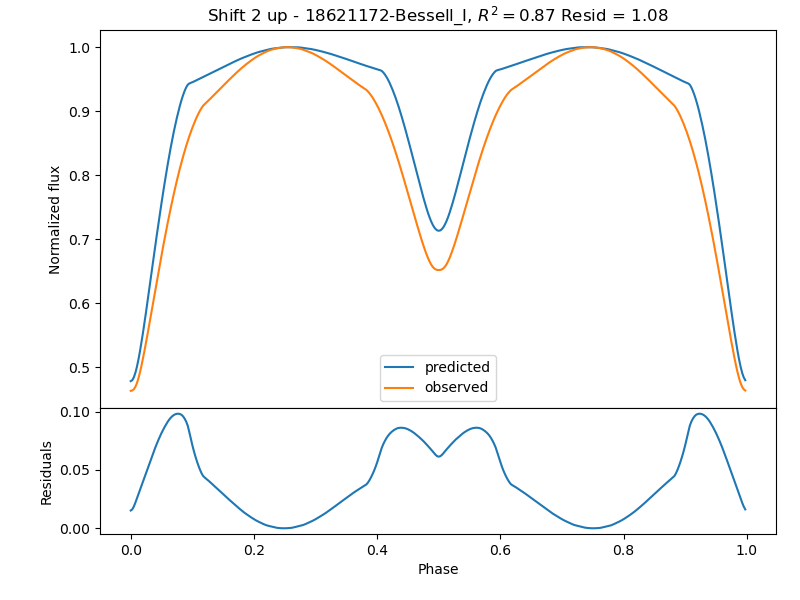 Shift 2 up - 18621172-Bessell_I, R² = 0.87 Resid = 1.08
1.0
0.9
0.8
0.7
0.6
0.5
Normalized flux
predicted
observed
0.10
0.05
0.00
Residuals
0.0 0.2 0.4 0.6 0.8 1.0
Phase